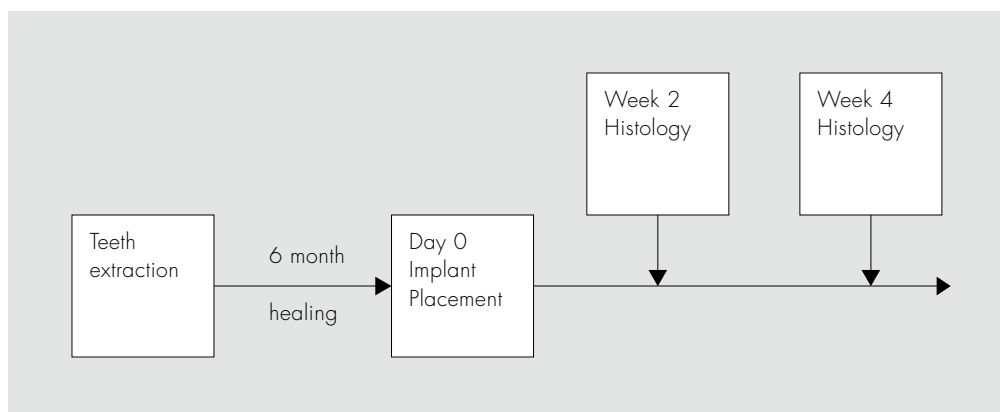 Teeth
extraction
6 month
healing
Day 0
Implant
Placement
Week 2
Histology
Week 4
Histology